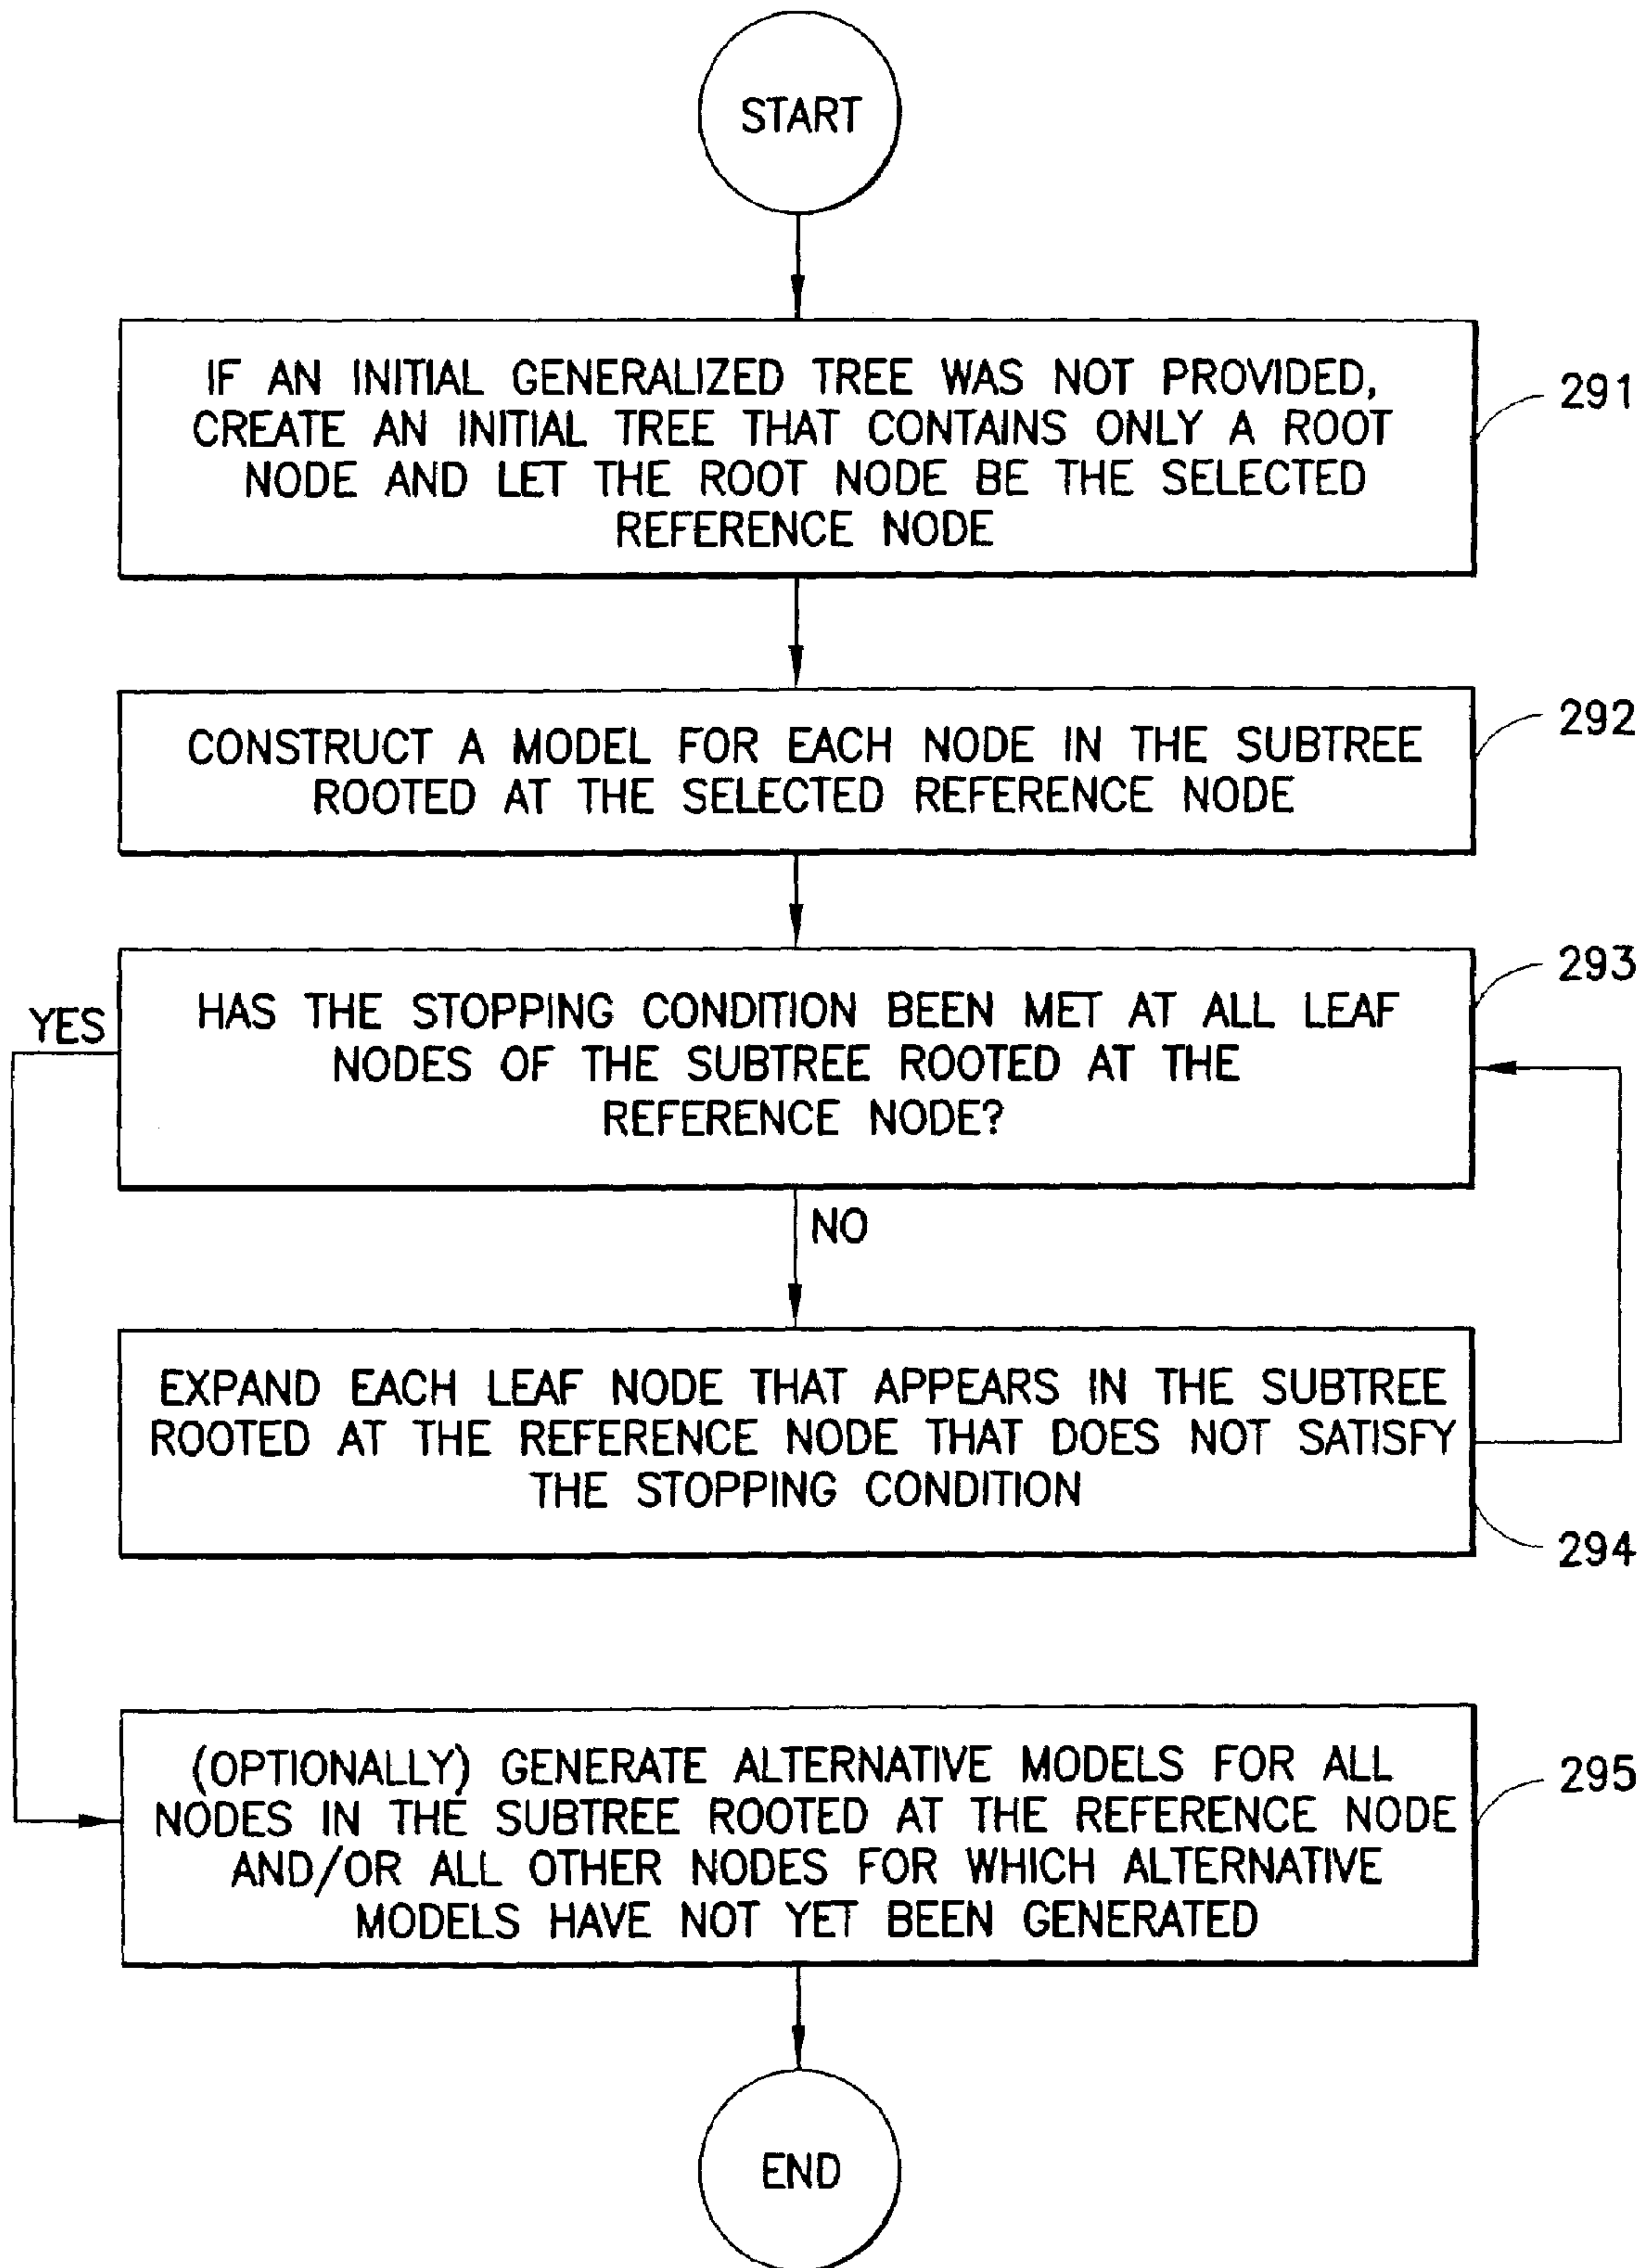 START
IF AN INITIAL GENERALIZED TREE WAS NOT PROVIDED,
CREATE AN INITIAL TREE THAT CONTAINS ONLY A ROOT
NODE AND LET THE ROOT NODE BE THE SELECTED
REFERENCE NODE
291
CONSTRUCT A MODEL FOR EACH NODE IN THE SUBTREE
ROOTED AT THE SELECTED REFERENCE NODE
292
HAS THE STOPPING CONDITION BEEN MET AT ALL LEAF
NODES OF THE SUBTREE ROOTED AT THE
REFERENCE NODE?
293
YES
NO
EXPAND EACH LEAF NODE THAT APPEARS IN THE SUBTREE
ROOTED AT THE REFERENCE NODE THAT DOES NOT SATISFY
THE STOPPING CONDITION
294
(OPTIONALLY) GENERATE ALTERNATIVE MODELS FOR ALL
NODES IN THE SUBTREE ROOTED AT THE REFERENCE NODE
AND/OR ALL OTHER NODES FOR WHICH ALTERNATIVE
MODELS HAVE NOT YET BEEN GENERATED
295
END